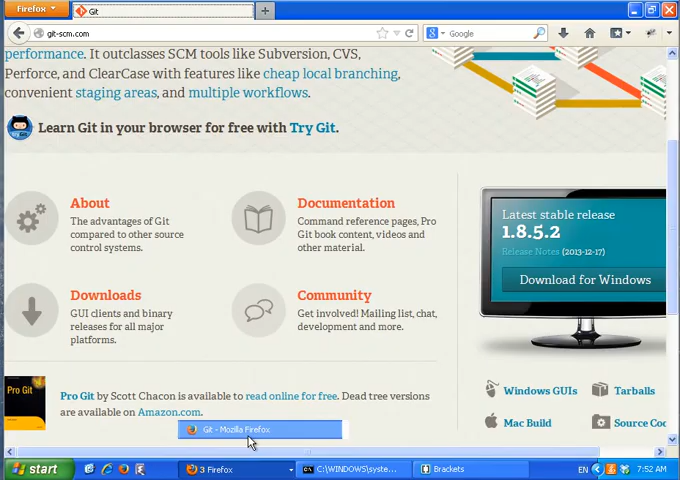 Firefox
Git
git-scm.com
Google
performance. It outclasses SCM tools like Subversion, CVS,
Perforce, and ClearCase with features like cheap local branching,
convenient staging areas, and multiple workflows.
Learn Git in your browser for free with Try Git.
About
The advantages of Git
compared to other source
control systems.
Documentation
Command reference pages, Pro
Git book content, videos and
other material.
Latest stable release
1.8.5.2
Release Notes (2013-12-17)
Download for Windows
Downloads
GUI clients and binary
releases for all major
platforms.
Community
Get involved! Mailing list, chat,
development and more.
Pro Git
Pro Git by Scott Chacon is available to read online for free. Dead tree versions
are available on Amazon.com.
Windows GUIs
Tarballs
Mac Build
Source Co
Git - Mozilla Firefox
start
3 Firefox
C:\WINDOWS\syste...
Brackets
EN
7:52 AM